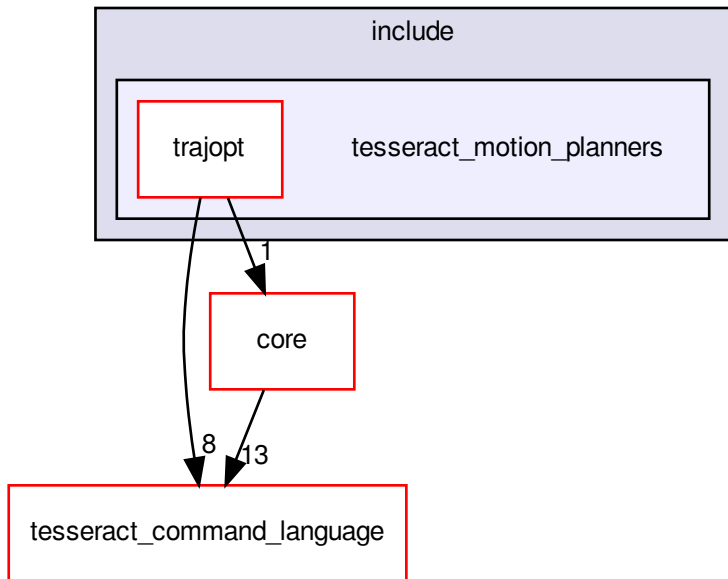 include
trajopt
tesseract_motion_planners
1
core
8
13
tesseract_command_language